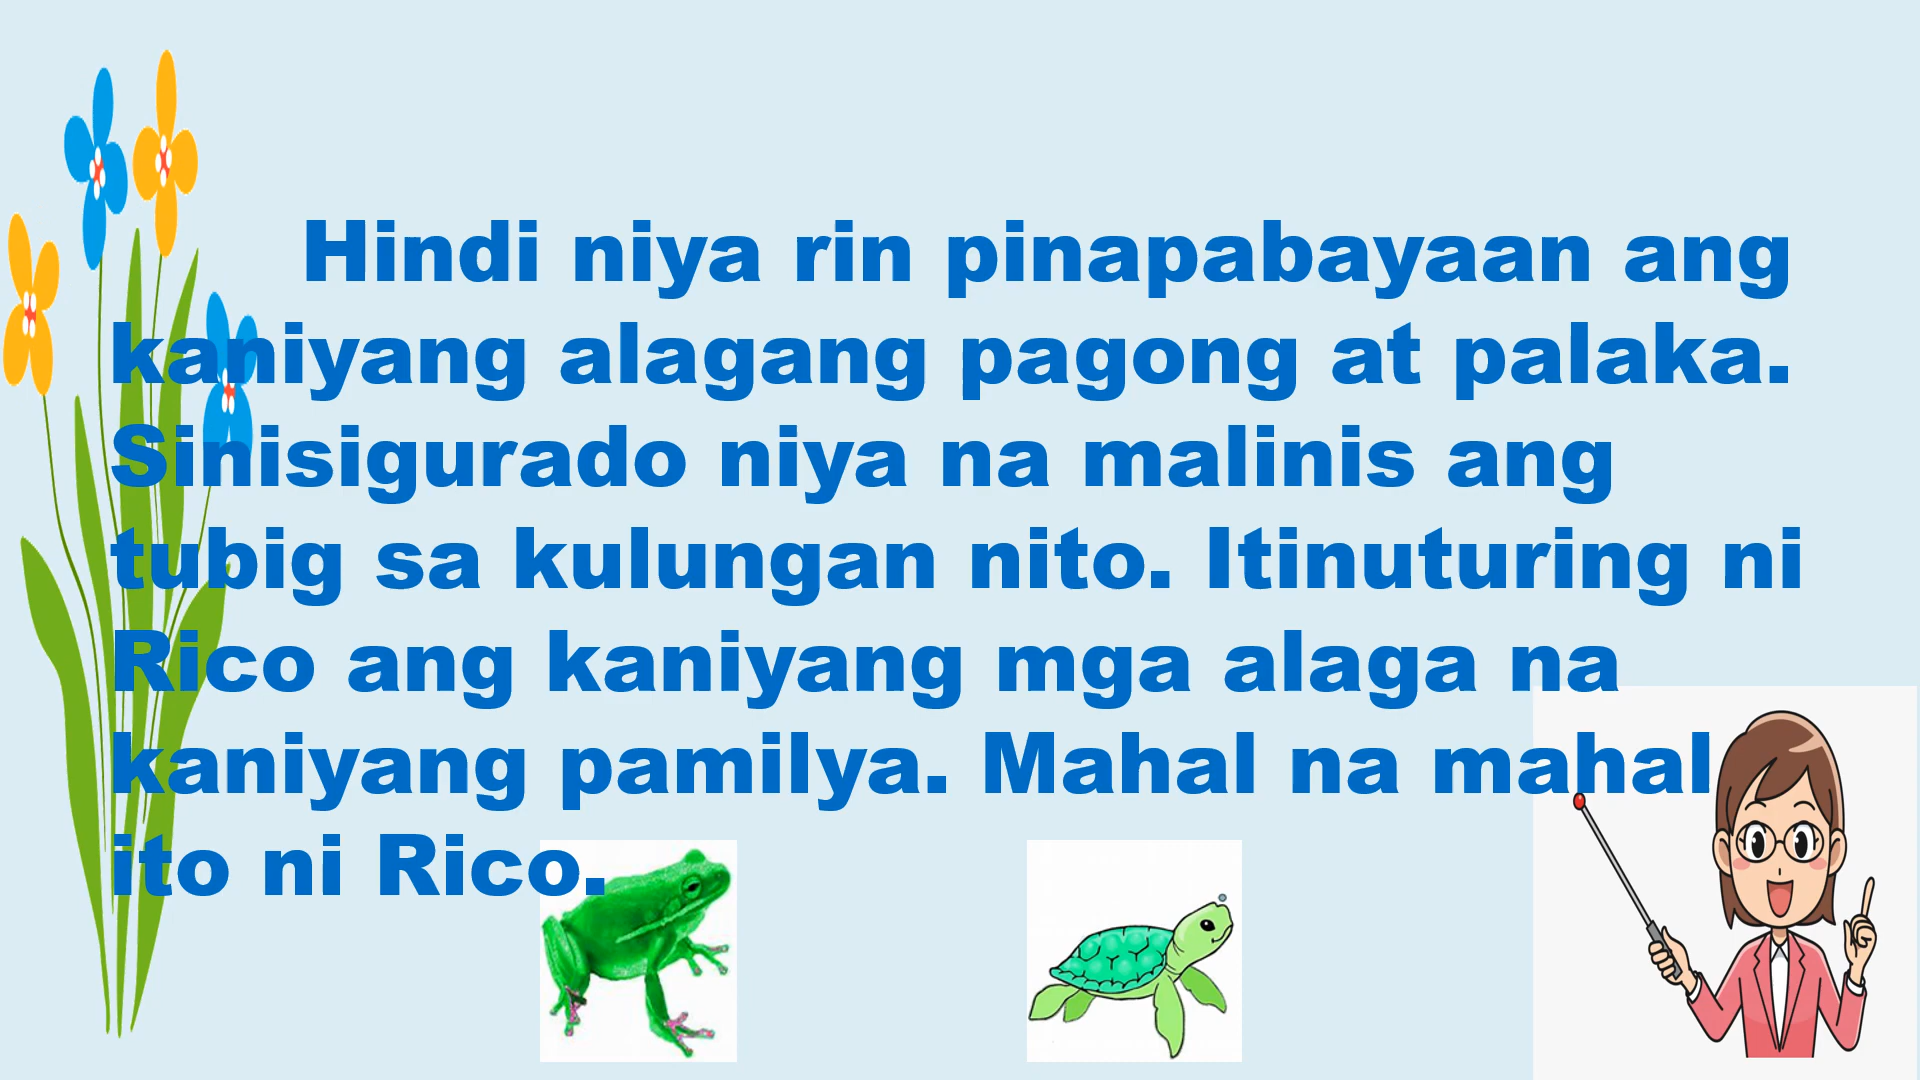 Hindi niya rin pinapabayaan ang
kaniyang alagang pagong at palaka.
Sinisigurado niya na malinis ang
tubig sa kulungan nito. Itinuturing ni
Rico ang kaniyang mga alaga na
kaniyang pamilya. Mahal na mahal
ito ni Rico.